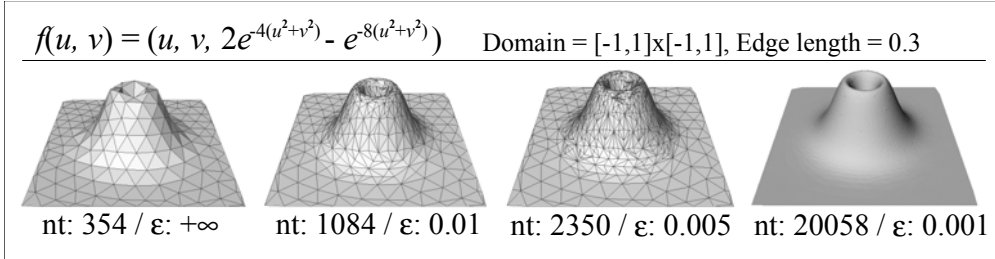 f(u, v) = (u, v, 2e^-4(u²+v²) - e^-8(u²+v²)) Domain = [-1,1]x[-1,1], Edge length = 0.3
nt: 354 / ε: +∞ nt: 1084 / ε: 0.01 nt: 2350 / ε: 0.005 nt: 20058 / ε: 0.001